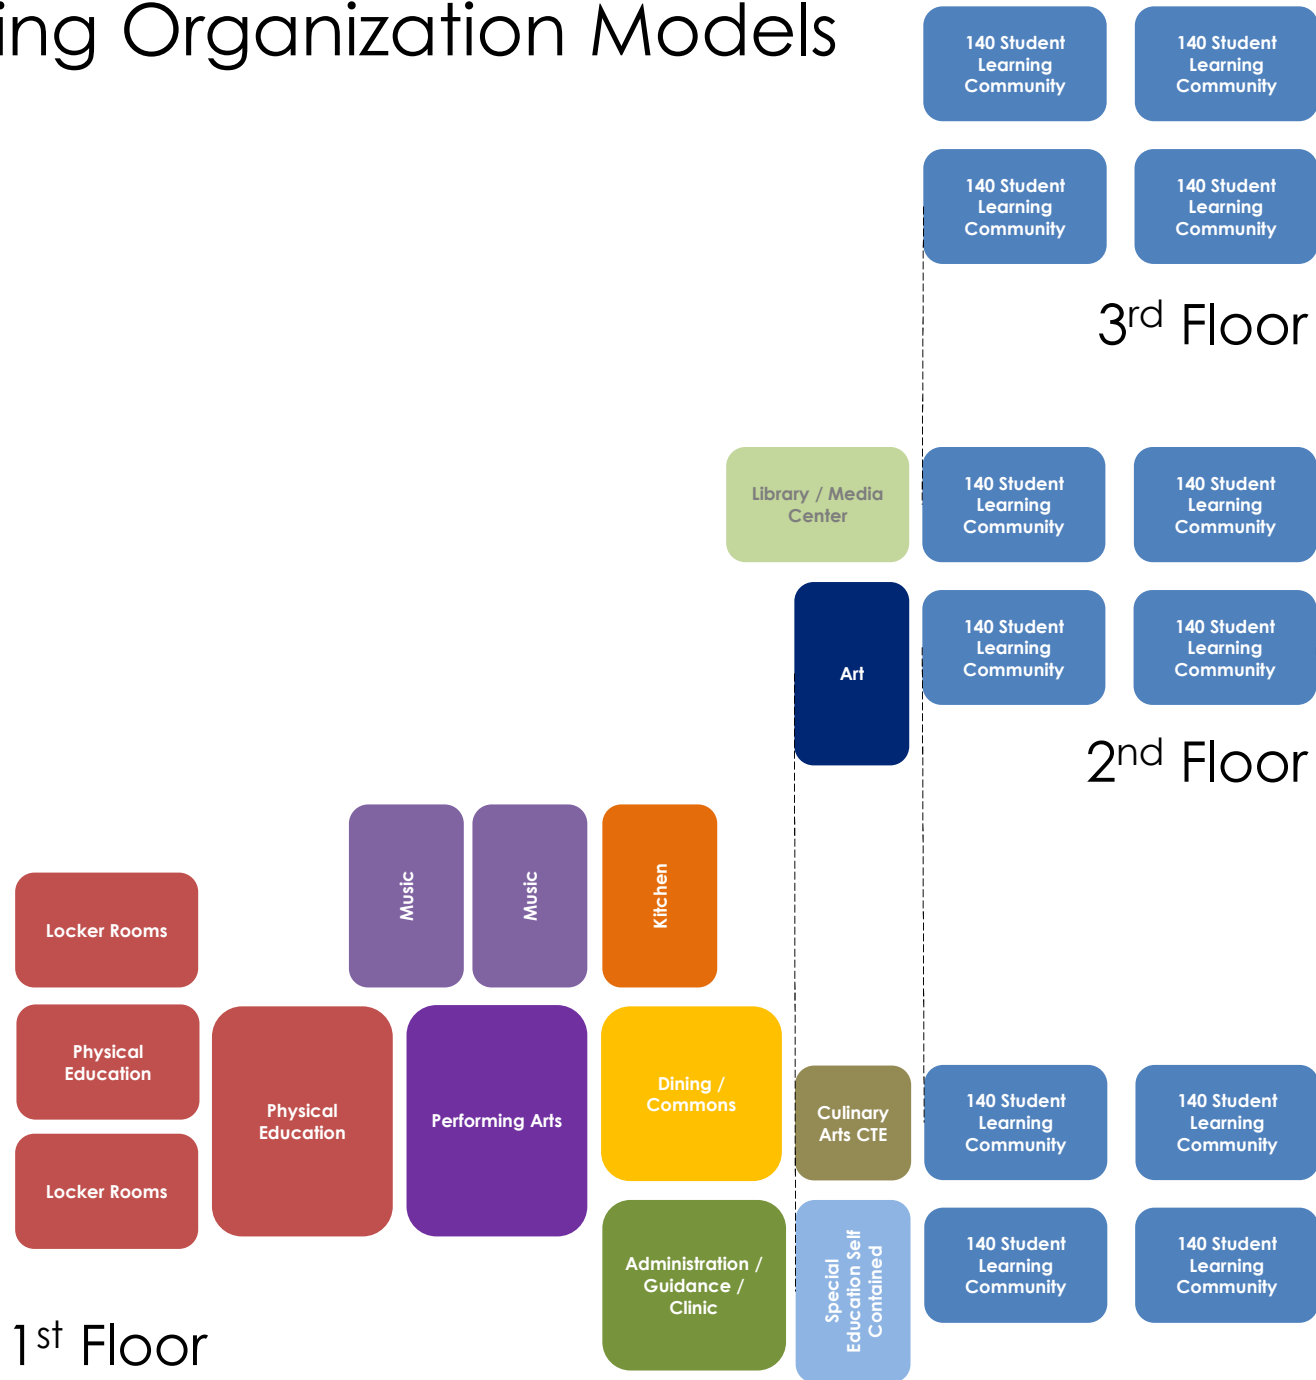 ing Organization Models
140 Student
Learning
Community
140 Student
Learning
Community
140 Student
Learning
Community
140 Student
Learning
Community
3rd Floor
Library / Media
Center
140 Student
Learning
Community
140 Student
Learning
Community
Art
140 Student
Learning
Community
140 Student
Learning
Community
2nd Floor
Music
Music
Kitchen
Locker Rooms
Physical
Education
Physical
Education
Performing Arts
Dining /
Commons
Culinary
Arts CTE
140 Student
Learning
Community
140 Student
Learning
Community
Locker Rooms
Administration /
Guidance /
Clinic
Special
Education Self
Contained
140 Student
Learning
Community
140 Student
Learning
Community
1st Floor